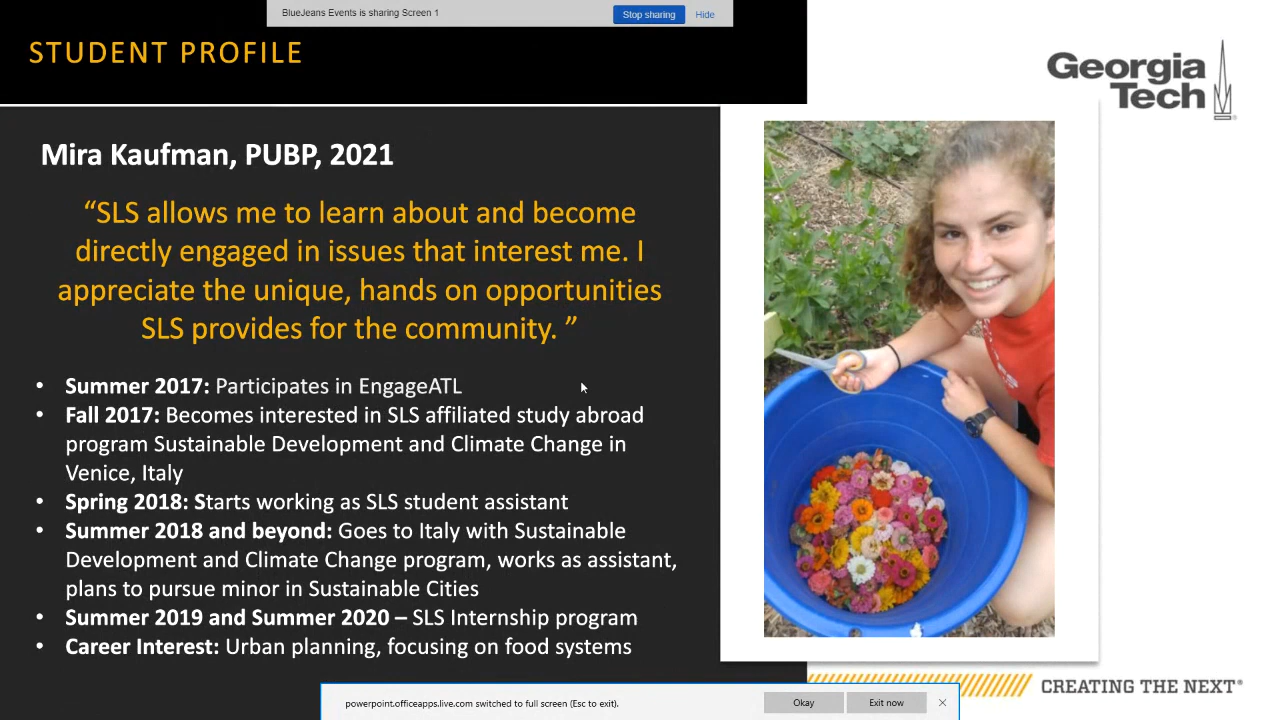 BlueJeans Events is sharing Screen 1
Stop sharing
Hide
STUDENT PROFILE
Georgia
Tech
Mira Kaufman, PUBP, 2021
“SLS allows me to learn about and become
directly engaged in issues that interest me. I
appreciate the unique, hands on opportunities
SLS provides for the community. ”
• Summer 2017: Participates in EngageATL
• Fall 2017: Becomes interested in SLS affiliated study abroad
program Sustainable Development and Climate Change in
Venice, Italy
• Spring 2018: Starts working as SLS student assistant
• Summer 2018 and beyond: Goes to Italy with Sustainable
Development and Climate Change program, works as assistant,
plans to pursue minor in Sustainable Cities
• Summer 2019 and Summer 2020 – SLS Internship program
• Career Interest: Urban planning, focusing on food systems
CREATING THE NEXT®
powerpoint.officeapps.live.com switched to full screen (Esc to exit).
Okay
Exit now